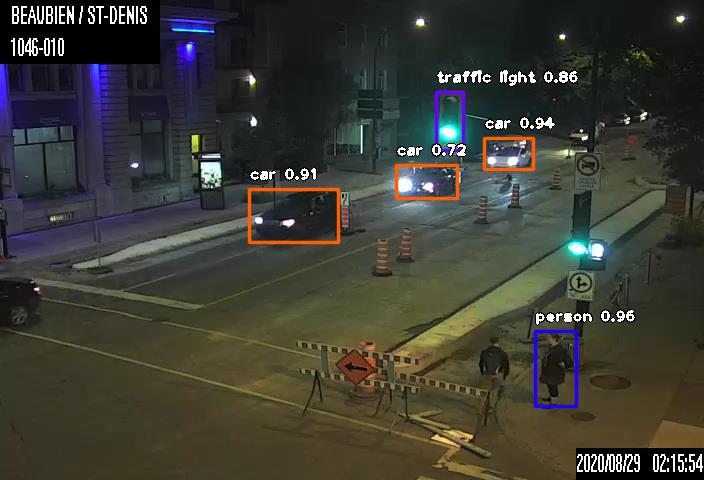 BEAUBIEN / ST-DENIS
1046-010
traffic light 0.86
car 0.94
car 0.72
car 0.91
person 0.96
2020/08/29 02:15:54